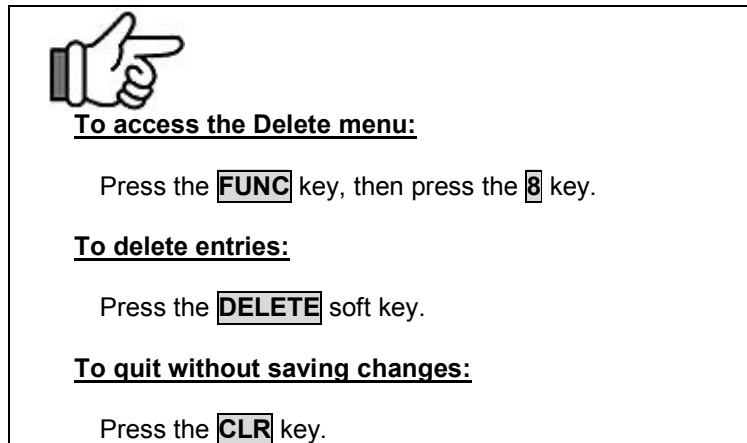 To access the Delete menu:
Press the FUNC key, then press the 8 key.
To delete entries:
Press the DELETE soft key.
To quit without saving changes:
Press the CLR key.